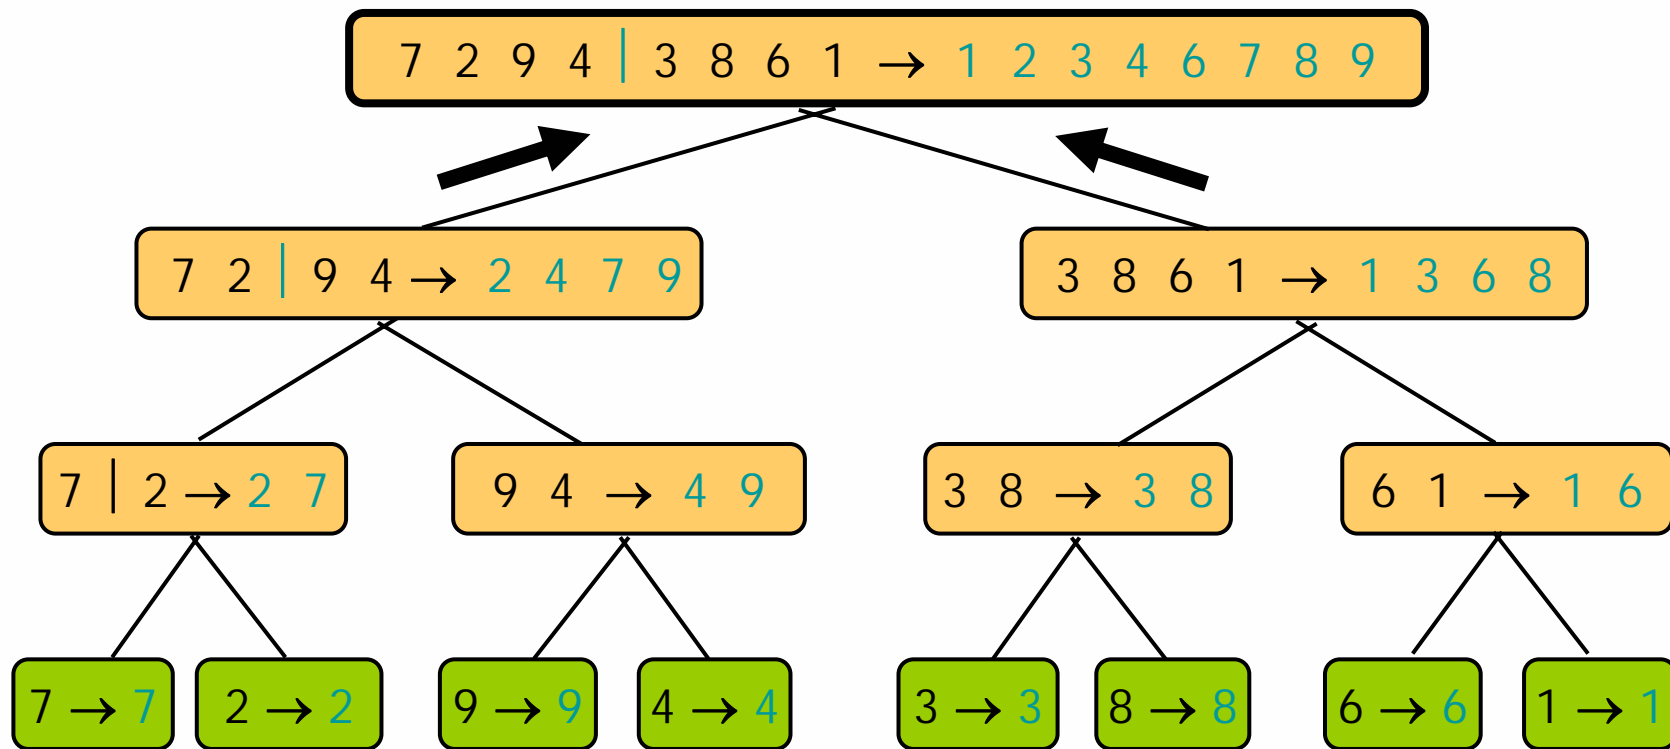 7 2 9 4 | 3 8 6 1 → 1 2 3 4 6 7 8 9
7 2 | 9 4 → 2 4 7 9
3 8 6 1 → 1 3 6 8
7 | 2 → 2 7
9 4 → 4 9
3 8 → 3 8
6 1 → 1 6
7 → 7
2 → 2
9 → 9
4 → 4
3 → 3
8 → 8
6 → 6
1 → 1